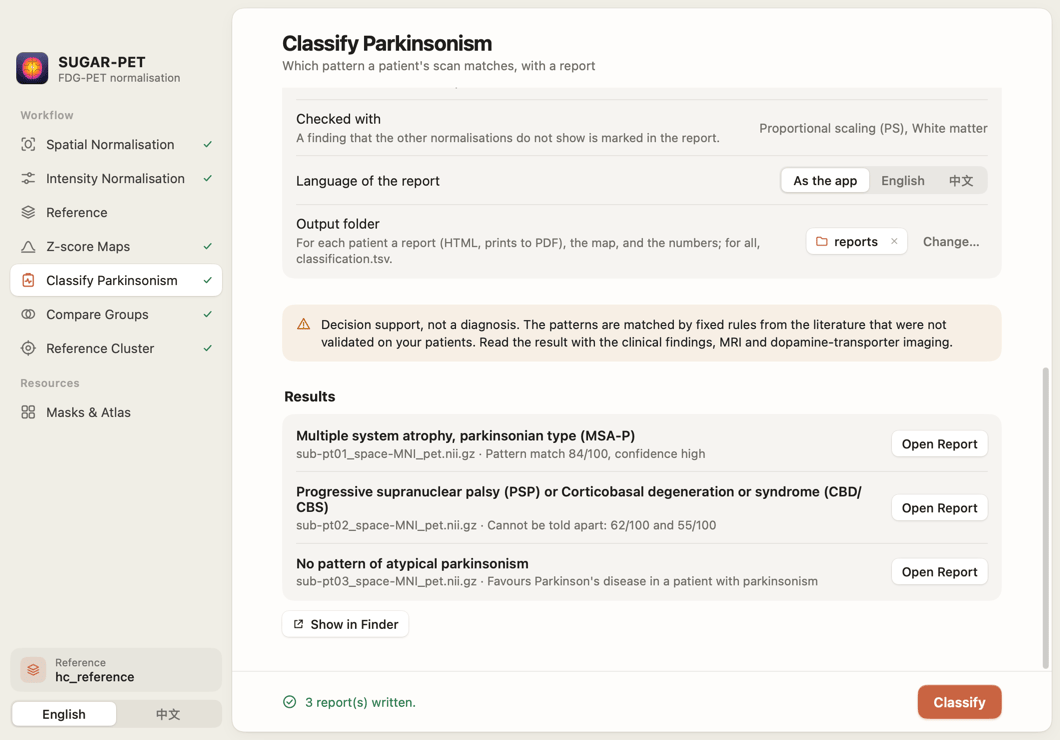 SUGAR-PET
FDG-PET normalisation
Workflow
Spatial Normalisation
Intensity Normalisation
Reference
Z-score Maps
Classify Parkinsonism
Compare Groups
Reference Cluster
Resources
Masks & Atlas
Reference
hc_reference
English 中文
Classify Parkinsonism
Which pattern a patient's scan matches, with a report
Checked with
A finding that the other normalisations do not show is marked in the report.
Proportional scaling (PS), White matter
Language of the report
As the app English 中文
Output folder
For each patient a report (HTML, prints to PDF), the map, and the numbers; for all,
classification.tsv.
reports × Change...
Decision support, not a diagnosis. The patterns are matched by fixed rules from the literature that were not
validated on your patients. Read the result with the clinical findings, MRI and dopamine-transporter imaging.
Results
Multiple system atrophy, parkinsonian type (MSA-P)
sub-pt01_space-MNI_pet.nii.gz · Pattern match 84/100, confidence high
Open Report
Progressive supranuclear palsy (PSP) or Corticobasal degeneration or syndrome (CBD/
CBS)
sub-pt02_space-MNI_pet.nii.gz · Cannot be told apart: 62/100 and 55/100
Open Report
No pattern of atypical parkinsonism
sub-pt03_space-MNI_pet.nii.gz · Favours Parkinson's disease in a patient with parkinsonism
Open Report
Show in Finder
3 report(s) written.
Classify